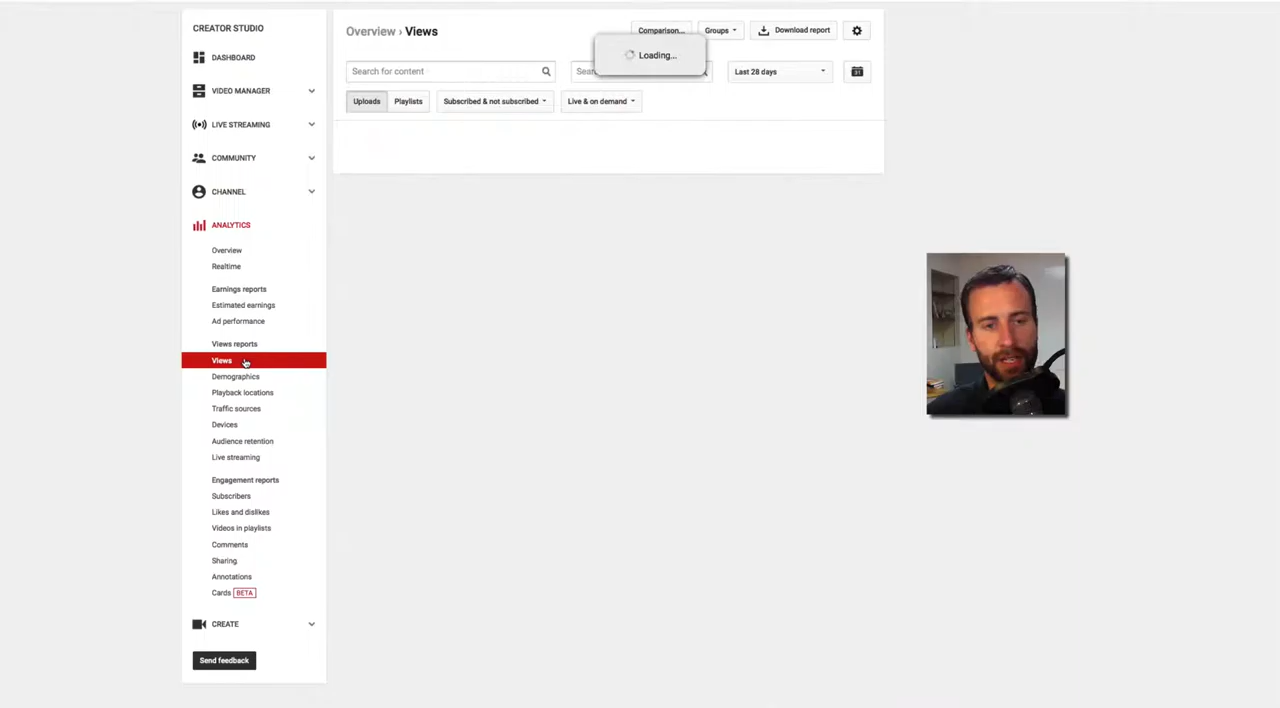 CREATOR STUDIO
DASHBOARD
VIDEO MANAGER
LIVE STREAMING
COMMUNITY
CHANNEL
ANALYTICS
Overview
Realtime
Earnings reports
Estimated earnings
Ad performance
Views reports
Views
Demographics
Playback locations
Traffic sources
Devices
Audience retention
Live streaming
Engagement reports
Subscribers
Likes and dislikes
Videos in playlists
Comments
Sharing
Annotations
Cards BETA
CREATE
Send feedback
Overview › Views
Comparison... Groups Download report
Loading...
Search for content Last 28 days 31
Uploads Playlists Subscribed & not subscribed Live & on demand